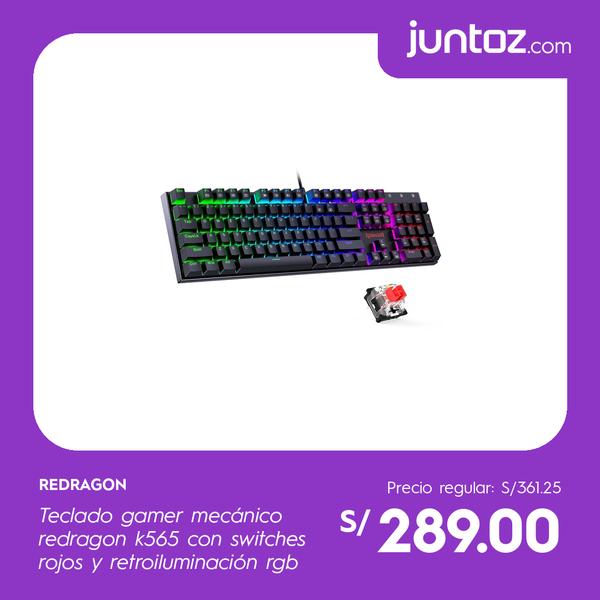 juntoz.com
REDRAGON
Teclado gamer mecánico
redragon k565 con switches
rojos y retroiluminación rgb
Precio regular: S/361.25
S/289.00